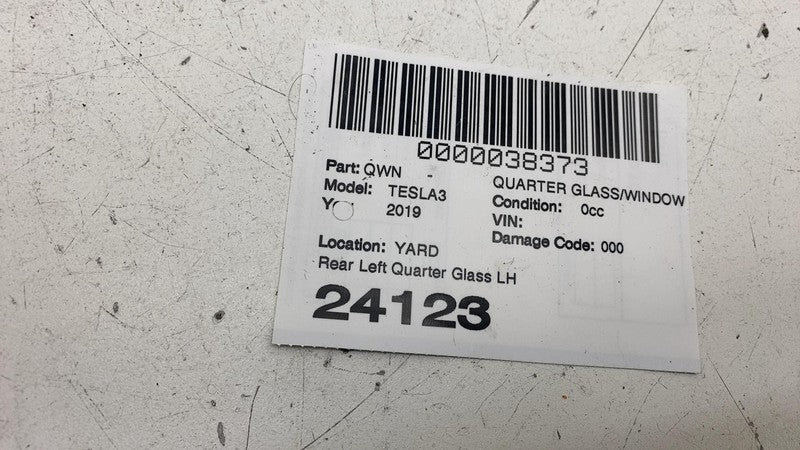 0000038373
Part: QWN - QUARTER GLASS/WINDOW
Model: TESLA3 Condition: 0cc
2019 VIN:
Damage Code: 000
Location: YARD
Rear Left Quarter Glass LH
24123